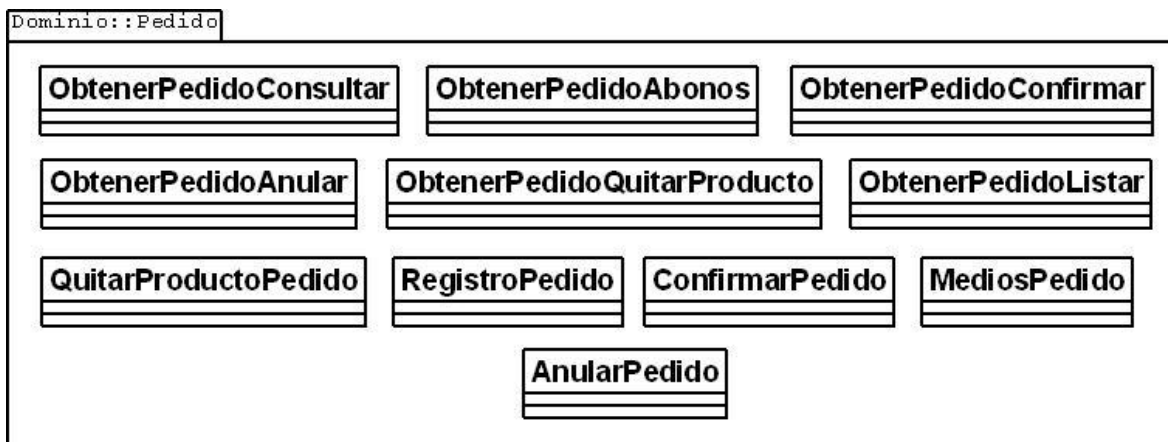 Dominio::Pedido
ObtenerPedidoConsultar ObtenerPedidoAbonos ObtenerPedidoConfirmar
ObtenerPedidoAnular ObtenerPedidoQuitarProducto ObtenerPedidoListar
QuitarProductoPedido RegistroPedido ConfirmarPedido MediosPedido
AnularPedido